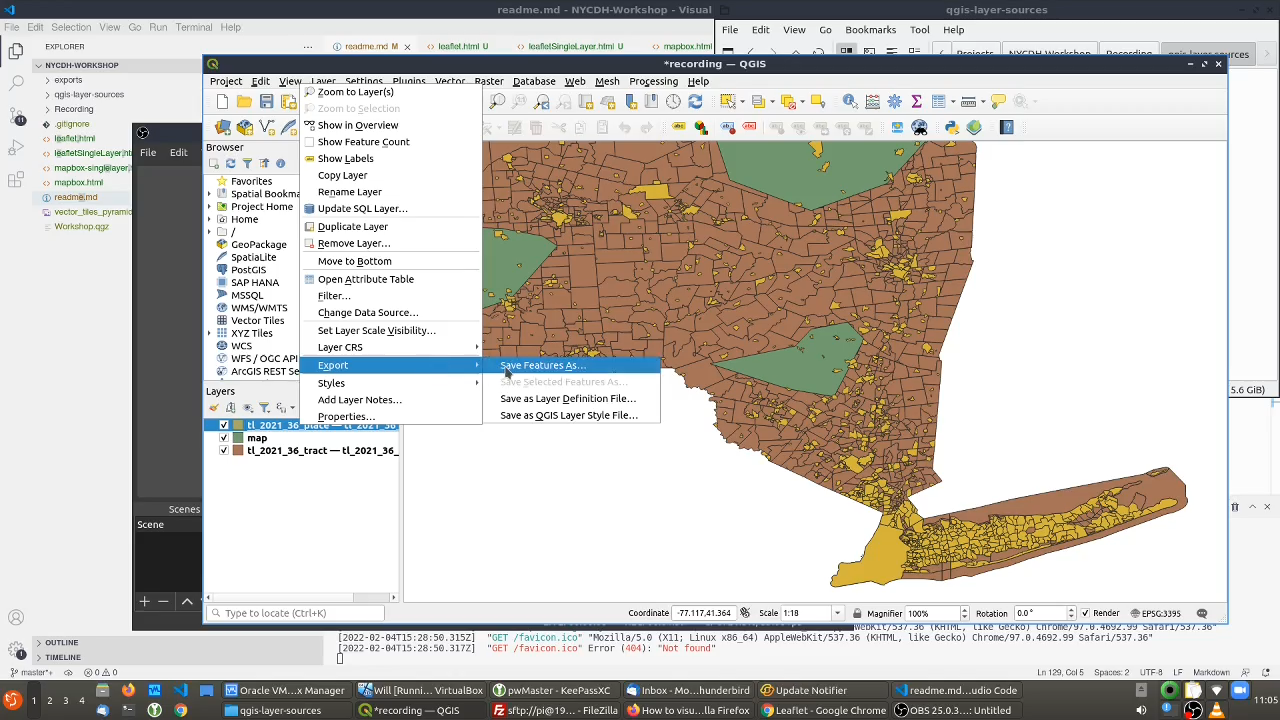 readme.md - NYCDH-Workshop - Visual
qgis-layer-sources
File Edit Selection View Go Run Terminal Help
File Edit View Go Bookmarks Tool Help
EXPLORER
readme.md M
leaflet.html U
leafletSingleLayer.html U
mapbox.html
Projects NYCDH-Workshop Recording qgis-layer-sources
NYCDH-WORKSHOP
exports
qgis-layer-sources
Recording
.gitignore
leaflet.html
leafletSingleLayer.ht
mapbox-singlelayer.h
mapbox.html
readme.md
vector_tiles_pyramid
Workshop.qgz
11
File Edit
Scenes
Scene
*recording — QGIS
Project Edit View Layer Settings Plugins Vector Raster Database Web Mesh Processing Help
Browser
Favorites
Spatial Bookma
Project Home
Home
/
GeoPackage
SpatiaLite
PostGIS
SAP HANA
MSSQL
WMS/WMTS
Vector Tiles
XYZ Tiles
WCS
WFS / OGC API
ArcGIS REST Se
Layers
tl_2021_36_place — tl_2021_36_
map
tl_2021_36_tract — tl_2021_36_
Zoom to Layer(s)
Zoom to Selection
Show in Overview
Show Feature Count
Show Labels
Copy Layer
Rename Layer
Update SQL Layer...
Duplicate Layer
Remove Layer...
Move to Bottom
Open Attribute Table
Filter...
Change Data Source...
Set Layer Scale Visibility...
Layer CRS
Export
Styles
Add Layer Notes...
Properties...
Save Features As...
Save Selected Features As...
Save as Layer Definition File...
Save as QGIS Layer Style File...
5.6 GiB)
Type to locate (Ctrl+K)
Coordinate -77.117,41.364 Scale 1:18 Magnifier 100% Rotation 0.0 ° Render EPSG:3395
[2022-02-04T15:28:50.315Z] "GET /favicon.ico" "Mozilla/5.0 (X11; Linux x86_64) AppleWebKit/537.36 (KHTML, like Gecko) Chrome/97.0.4692.99 Safari/537.36"
[2022-02-04T15:28:50.317Z] "GET /favicon.ico" Error (404): "Not found"
OUTLINE
TIMELINE
1
master+ 0 0
Ln 129, Col 5 Spaces: 2 UTF-8 LF Markdown
1 2 3 4
Oracle VM...x Manager
Will [Runni... VirtualBox
pwMaster - KeePassXC
Inbox - Mo...hunderbird
Update Notifier
readme.md...udio Code
qgis-layer-sources
*recording — QGIS
sftp://pi@19... - FileZilla
How to visu...lla Firefox
Leaflet - Google Chrome
OBS 25.0.3...: Untitled
11:05